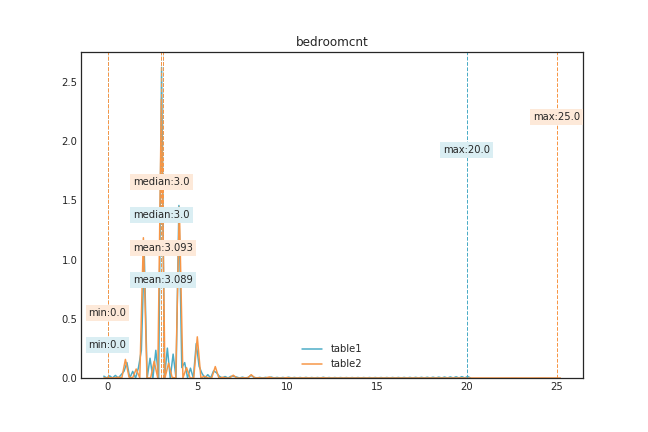 bedroomcnt
2.5
max:25.0
2.0
max:20.0
median:3.0
1.5
median:3.0
mean:3.093
1.0
mean:3.089
min:0.0
0.5
min:0.0
table1
table2
0.0
0 5 10 15 20 25